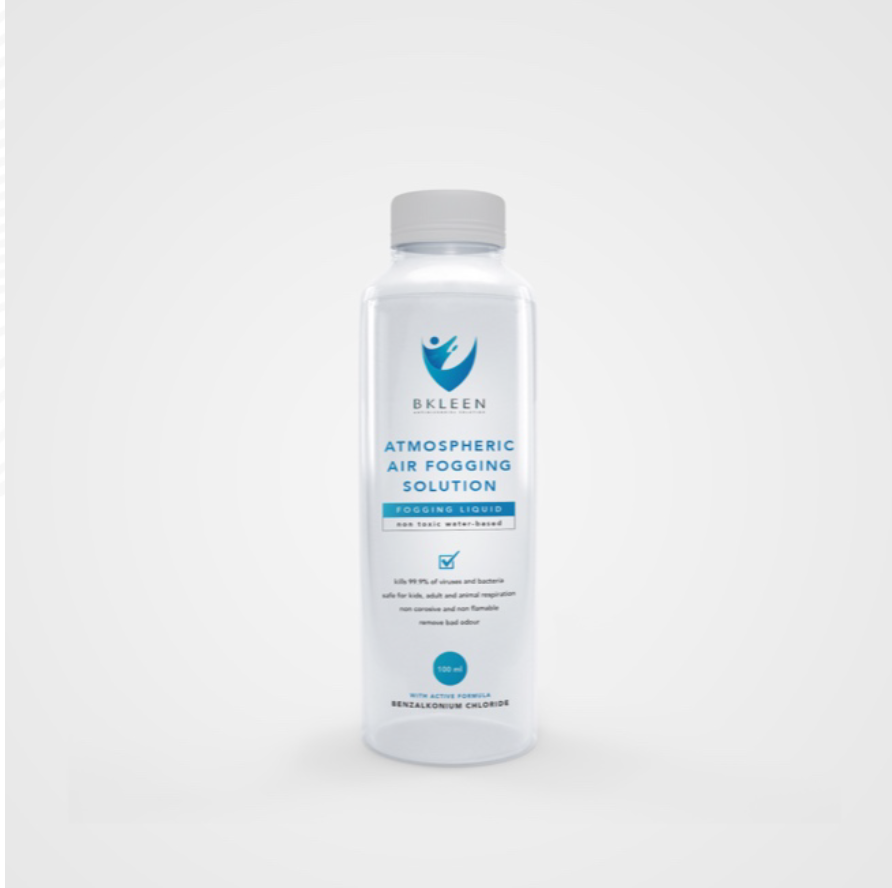 BKLEEN
ATMOSPHERIC
AIR FOGGING
SOLUTION
FOGGING LIQUID
non toxic water-based
kills 99.9% of viruses and bacteria
safe for kids, adult and animal respiration
non corosive and non flamable
remove bad odour
100 ml
WITH ACTIVE FORMULA
BENZALKONIUM CHLORIDE